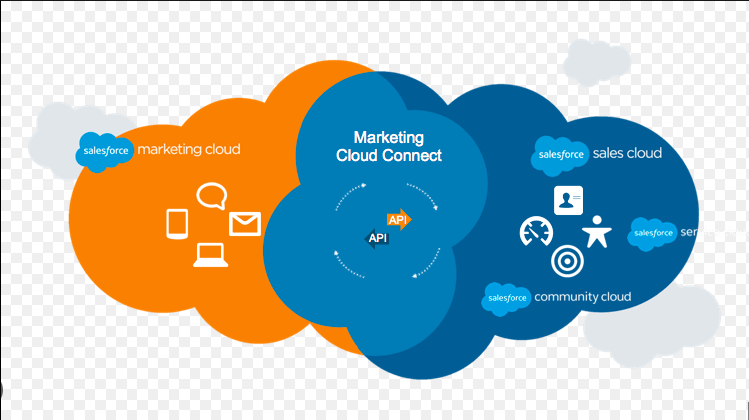 salesforce marketing cloud
Marketing
Cloud Connect
API
API
salesforce sales cloud
salesforce ser
salesforce community cloud